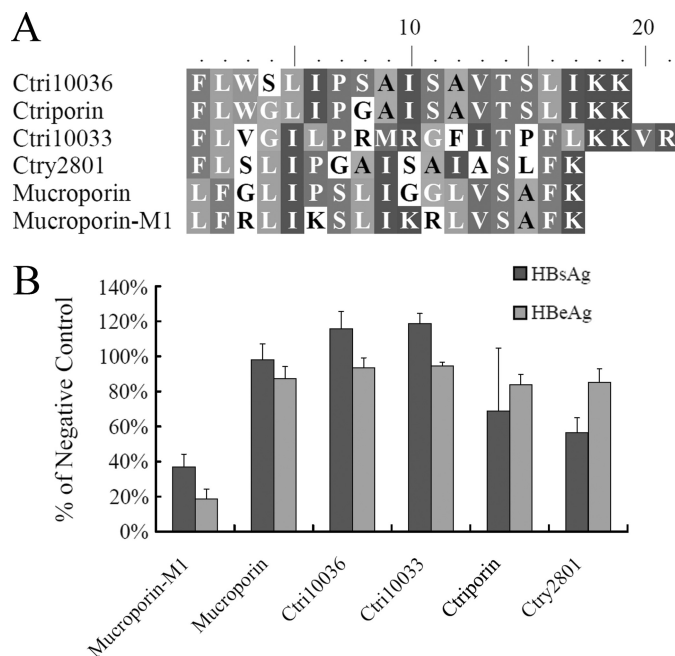 A
10 20
Ctri10036 F L W S L I P S A I S A V T S L I K K
Ctriporin F L W G L I P G A I S A V T S L I K K
Ctri10033 F L V G I L P R M R G F I T P F L K K V R
Ctry2801 F L S L I P G A I S A I A S L F K
Mucroporin L F G L I P S L I G G L V S A F K
Mucroporin-M1 L F R L I K S L I K R L V S A F K
B
% of Negative Control
140%
120%
100%
80%
60%
40%
20%
0%
HBsAg
HBeAg
Mucroporin-M1
Mucroporin
Ctri10036
Ctri10033
Ctriporin
Ctry2801